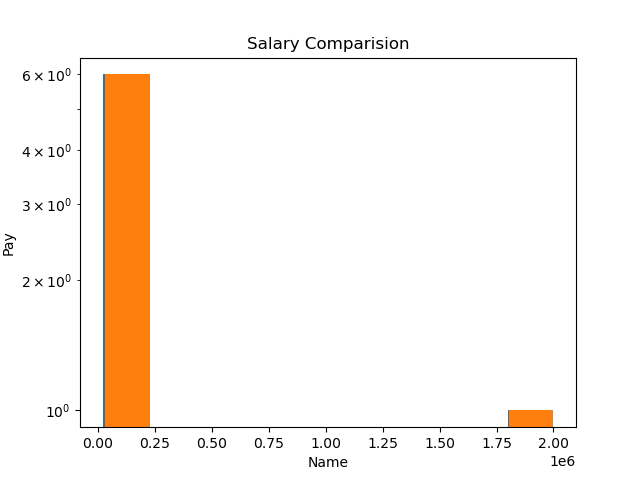 Salary Comparision
6 × 10⁰
4 × 10⁰
3 × 10⁰
2 × 10⁰
10⁰
Pay
0.00 0.25 0.50 0.75 1.00 1.25 1.50 1.75 2.00
1e6
Name